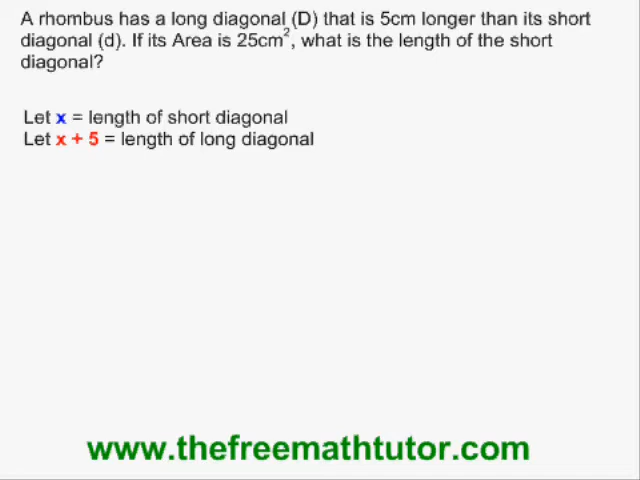 A rhombus has a long diagonal (D) that is 5cm longer than its short
diagonal (d). If its Area is 25cm², what is the length of the short
diagonal?
Let x = length of short diagonal
Let x + 5 = length of long diagonal
www.thefreemathtutor.com